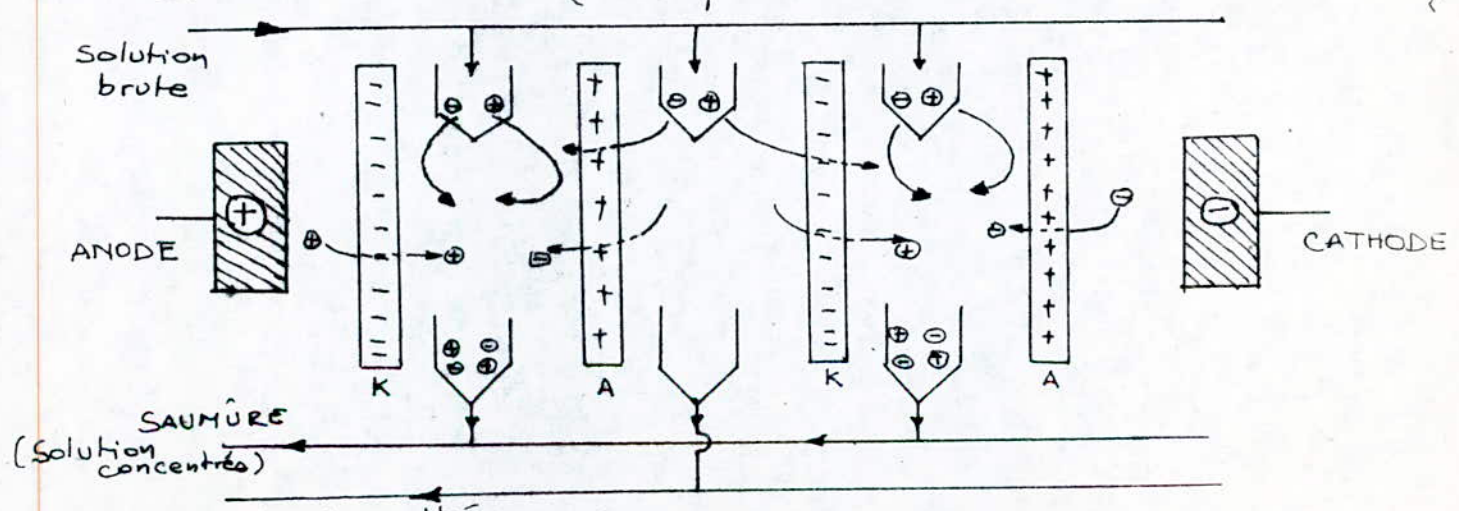 Solution
brute
ANODE
CATHODE
K
A
K
A
SAUMÛRE
(Solution
concentrée)